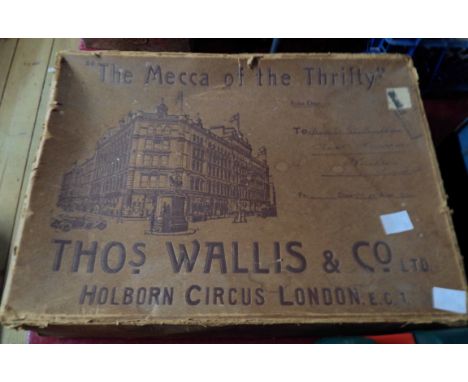 "The Mecca of the Thrifty"
To
THOS WALLIS & CO LTD.
HOLBORN CIRCUS LONDON. E.C.1.